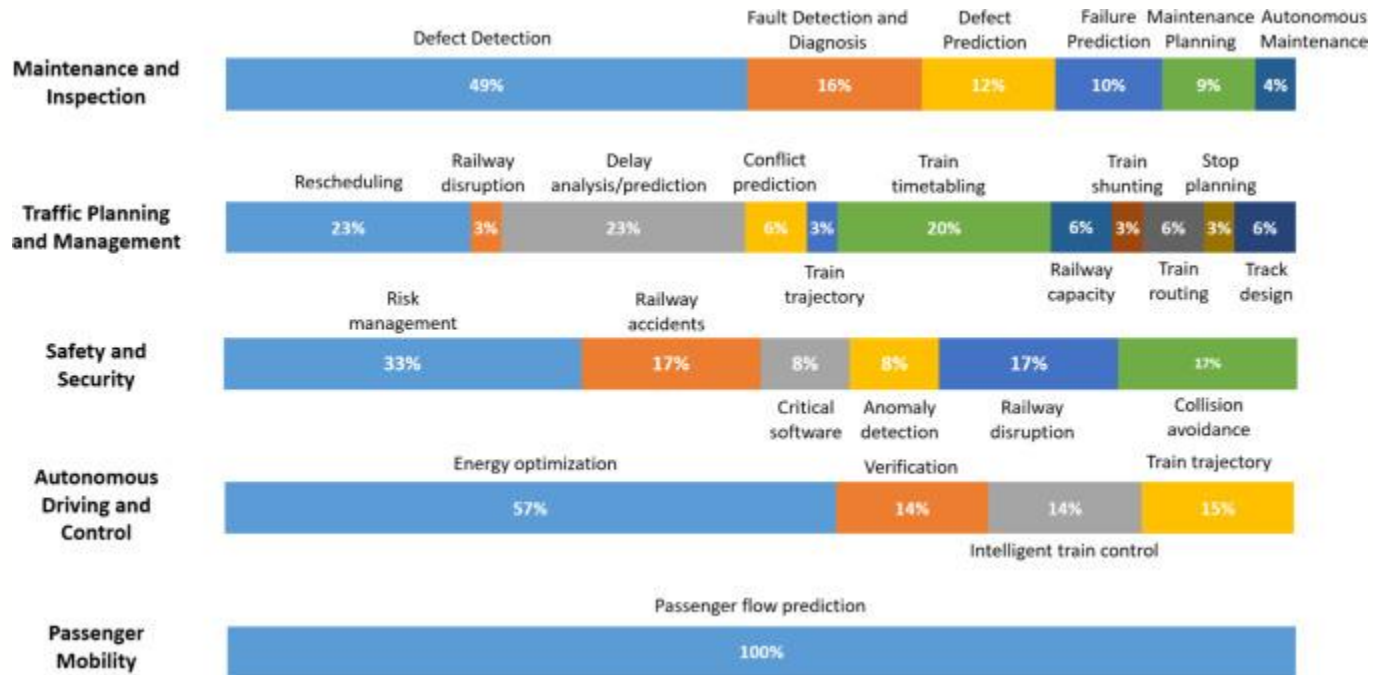 Defect Detection
Fault Detection and
Diagnosis
Defect
Prediction
Failure
Prediction
Maintenance
Planning
Autonomous
Maintenance
Maintenance and
Inspection
49%
16%
12%
10%
9%
4%
Rescheduling
Railway
disruption
Delay
analysis/prediction
Conflict
prediction
Train
timetabling
Train
shunting
Stop
planning
Traffic Planning
and Management
23%
3%
23%
6%
3%
20%
6%
3%
6%
3%
6%
Train
trajectory
Railway
capacity
Train
routing
Track
design
Risk
management
Railway
accidents
Safety and
Security
33%
17%
8%
8%
17%
17%
Critical
software
Anomaly
detection
Railway
disruption
Collision
avoidance
Energy optimization
Verification
Train trajectory
Autonomous
Driving and
Control
57%
14%
14%
15%
Intelligent train control
Passenger flow prediction
Passenger
Mobility
100%